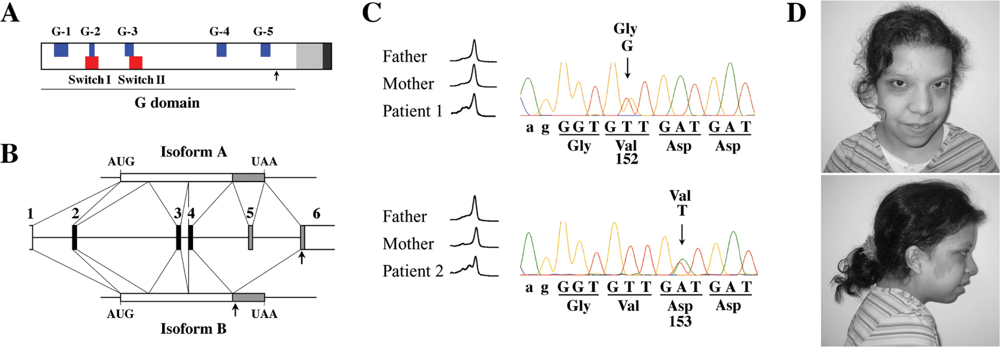 A
G-1 G-2 G-3 G-4 G-5
Switch I Switch II
G domain
B
Isoform A
AUG UAA
1 2 3 4 5 6
AUG UAA
Isoform B
C
Father
Mother
Patient 1
Gly
G
a g G G T G T T G A T G A T
Gly Val Asp Asp
152
Father
Mother
Patient 2
Val
T
a g G G T G T T G A T G A T
Gly Val Asp Asp
153
D